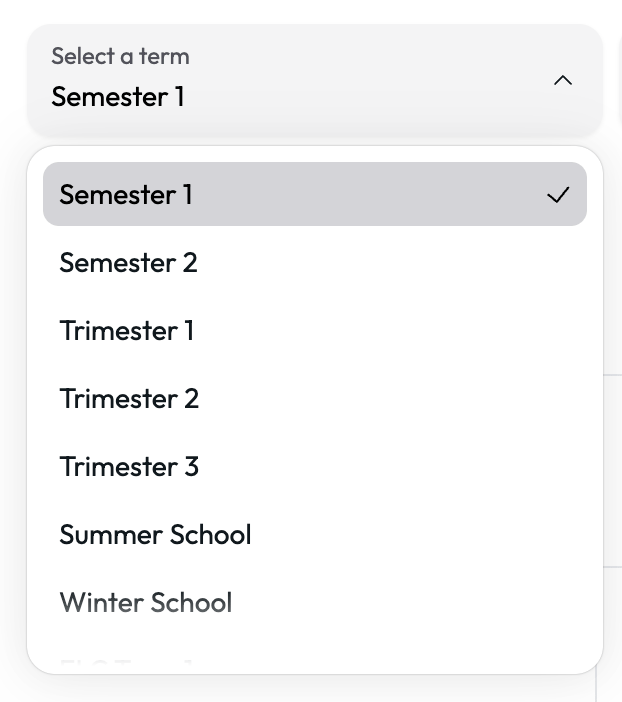 Select a term
Semester 1
Semester 1
Semester 2
Trimester 1
Trimester 2
Trimester 3
Summer School
Winter School